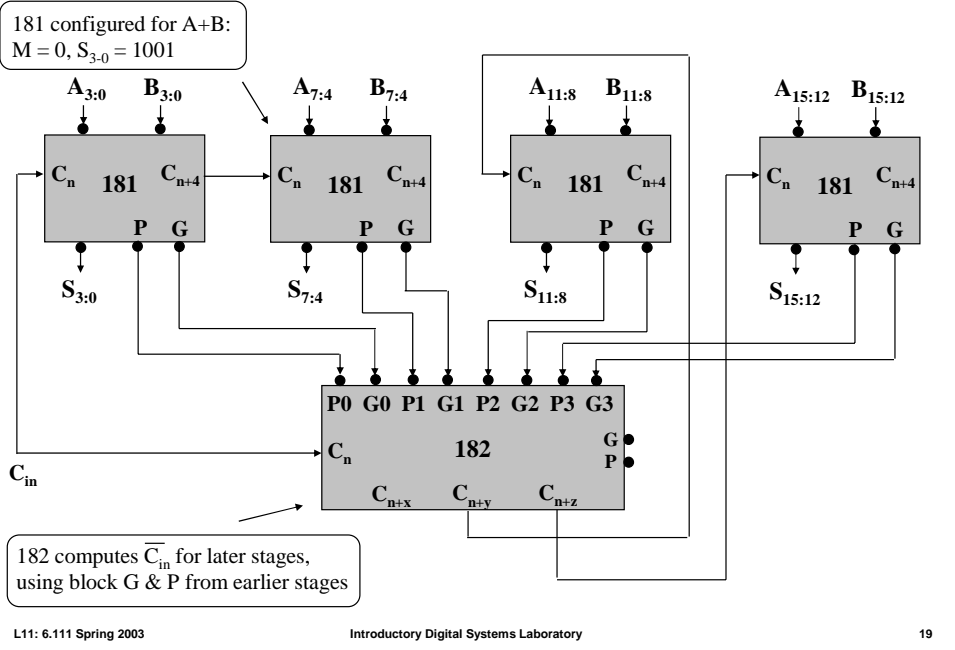 181 configured for A+B:
M = 0, S3-0 = 1001
A3:0 B3:0 A7:4 B7:4 A11:8 B11:8 A15:12 B15:12
Cn 181 Cn+4 Cn 181 Cn+4 Cn 181 Cn+4 Cn 181 Cn+4
P G P G P G P G
S3:0 S7:4 S11:8 S15:12
P0 G0 P1 G1 P2 G2 P3 G3
Cn 182 G
P
Cin
Cn+x Cn+y Cn+z
182 computes C̅in for later stages,
using block G & P from earlier stages
L11: 6.111 Spring 2003 Introductory Digital Systems Laboratory 19